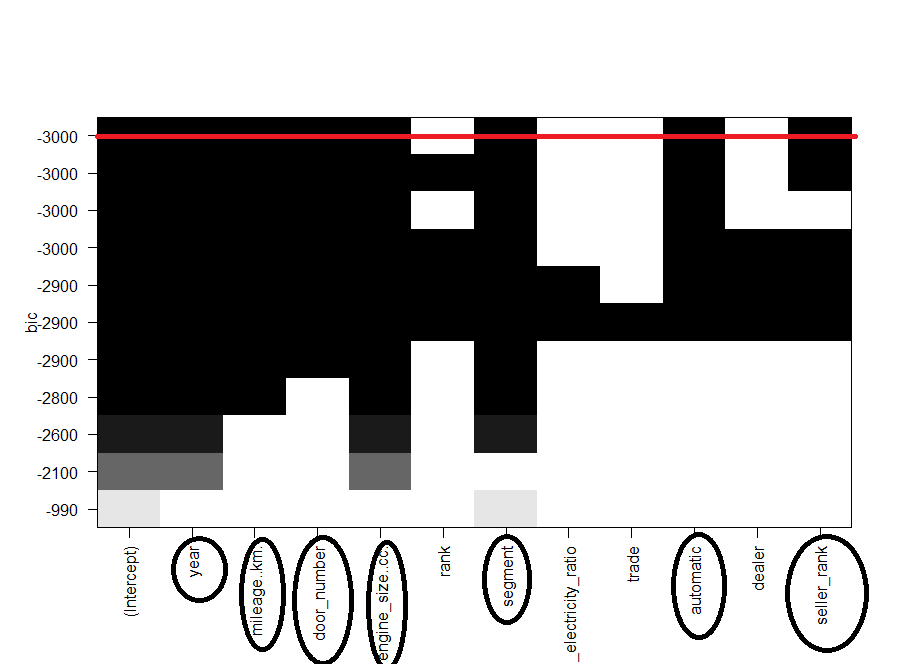 -3000
-3000
-3000
-3000
-2900
-2900
-2900
-2800
-2600
-2100
-990
bic
(Intercept)
year
mileage..km.
door_number
engine_size..cc.
rank
segment
_electricity_ratio
trade
automatic
dealer
seller_rank